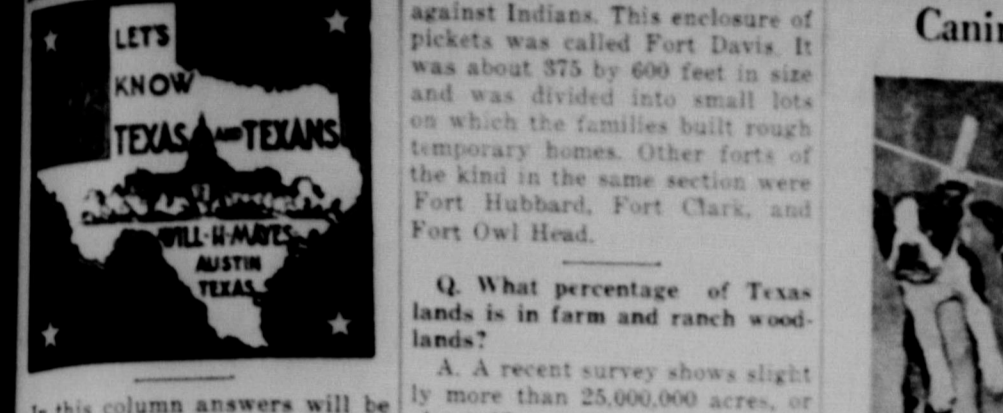 LET'S
KNOW
TEXAS AND TEXANS
WILL-H-MAYES
AUSTIN
TEXAS
this column answers will be
against Indians. This enclosure of
pickets was called Fort Davis. It
was about 375 by 600 feet in size
and was divided into small lots
on which the families built rough
temporary homes. Other forts of
the kind in the same section were
Fort Hubbard, Fort Clark, and
Fort Owl Head.
Q. What percentage of Texas
lands is in farm and ranch wood-
lands?
A. A recent survey shows slight
ly more than 25,000,000 acres, or